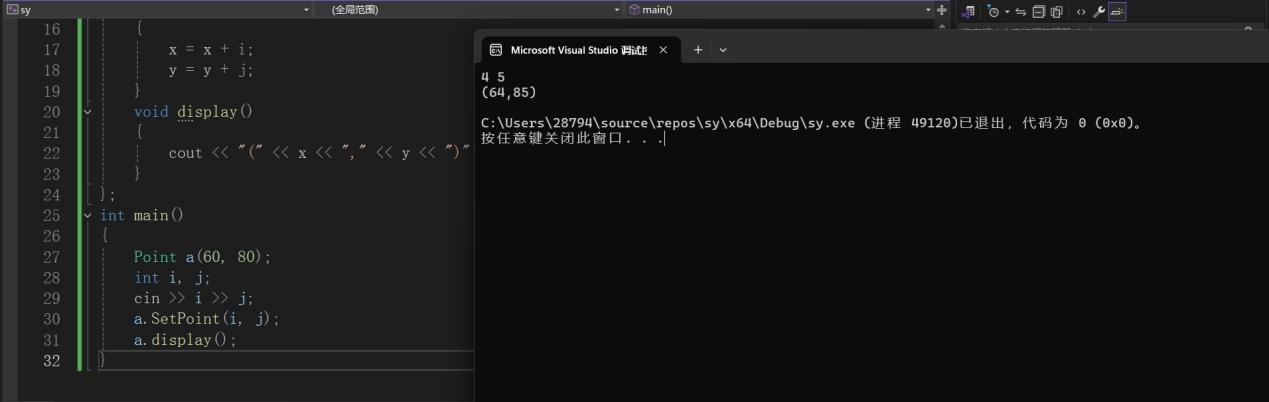 sy
(全局范围)
main()
16 {
17 x = x + i;
18 y = y + j;
19 }
20 void display()
21 {
22 cout << "(" << x << "," << y << ")"
23 }
24 };
25 int main()
26 {
27 Point a(60, 80);
28 int i, j;
29 cin >> i >> j;
30 a.SetPoint(i, j);
31 a.display();
32 }
Microsoft Visual Studio 调试
4 5
(64,85)
C:\Users\28794\source\repos\sy\x64\Debug\sy.exe (进程 49120)已退出，代码为 0 (0x0)。
按任意键关闭此窗口. . .